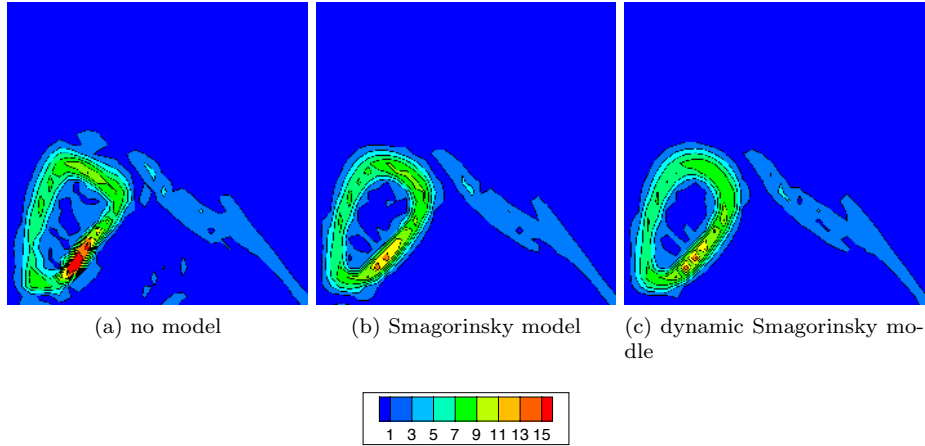 (a) no model
(b) Smagorinsky model
(c) dynamic Smagorinsky mo-
dle
1 3 5 7 9 11 13 15